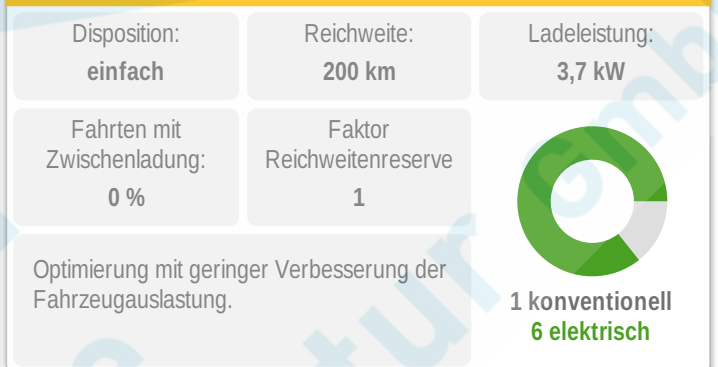 Disposition:
einfach
Reichweite:
200 km
Ladeleistung:
3,7 kW
Fahrten mit
Zwischenladung:
0 %
Faktor
Reichweitenreserve
1
Optimierung mit geringer Verbesserung der
Fahrzeugauslastung.
1 konventionell
6 elektrisch